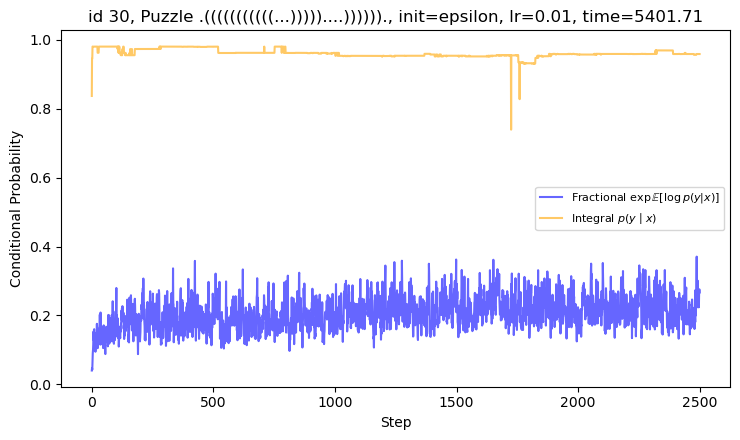 id 30, Puzzle .(((((((((((...)))))....))))))., init=epsilon, lr=0.01, time=5401.71
Conditional Probability
1.0
0.8
0.6
0.4
0.2
0.0
Fractional exp𝔼[log p(y|x)]
Integral p(y | x)
0
500
1000
1500
2000
2500
Step